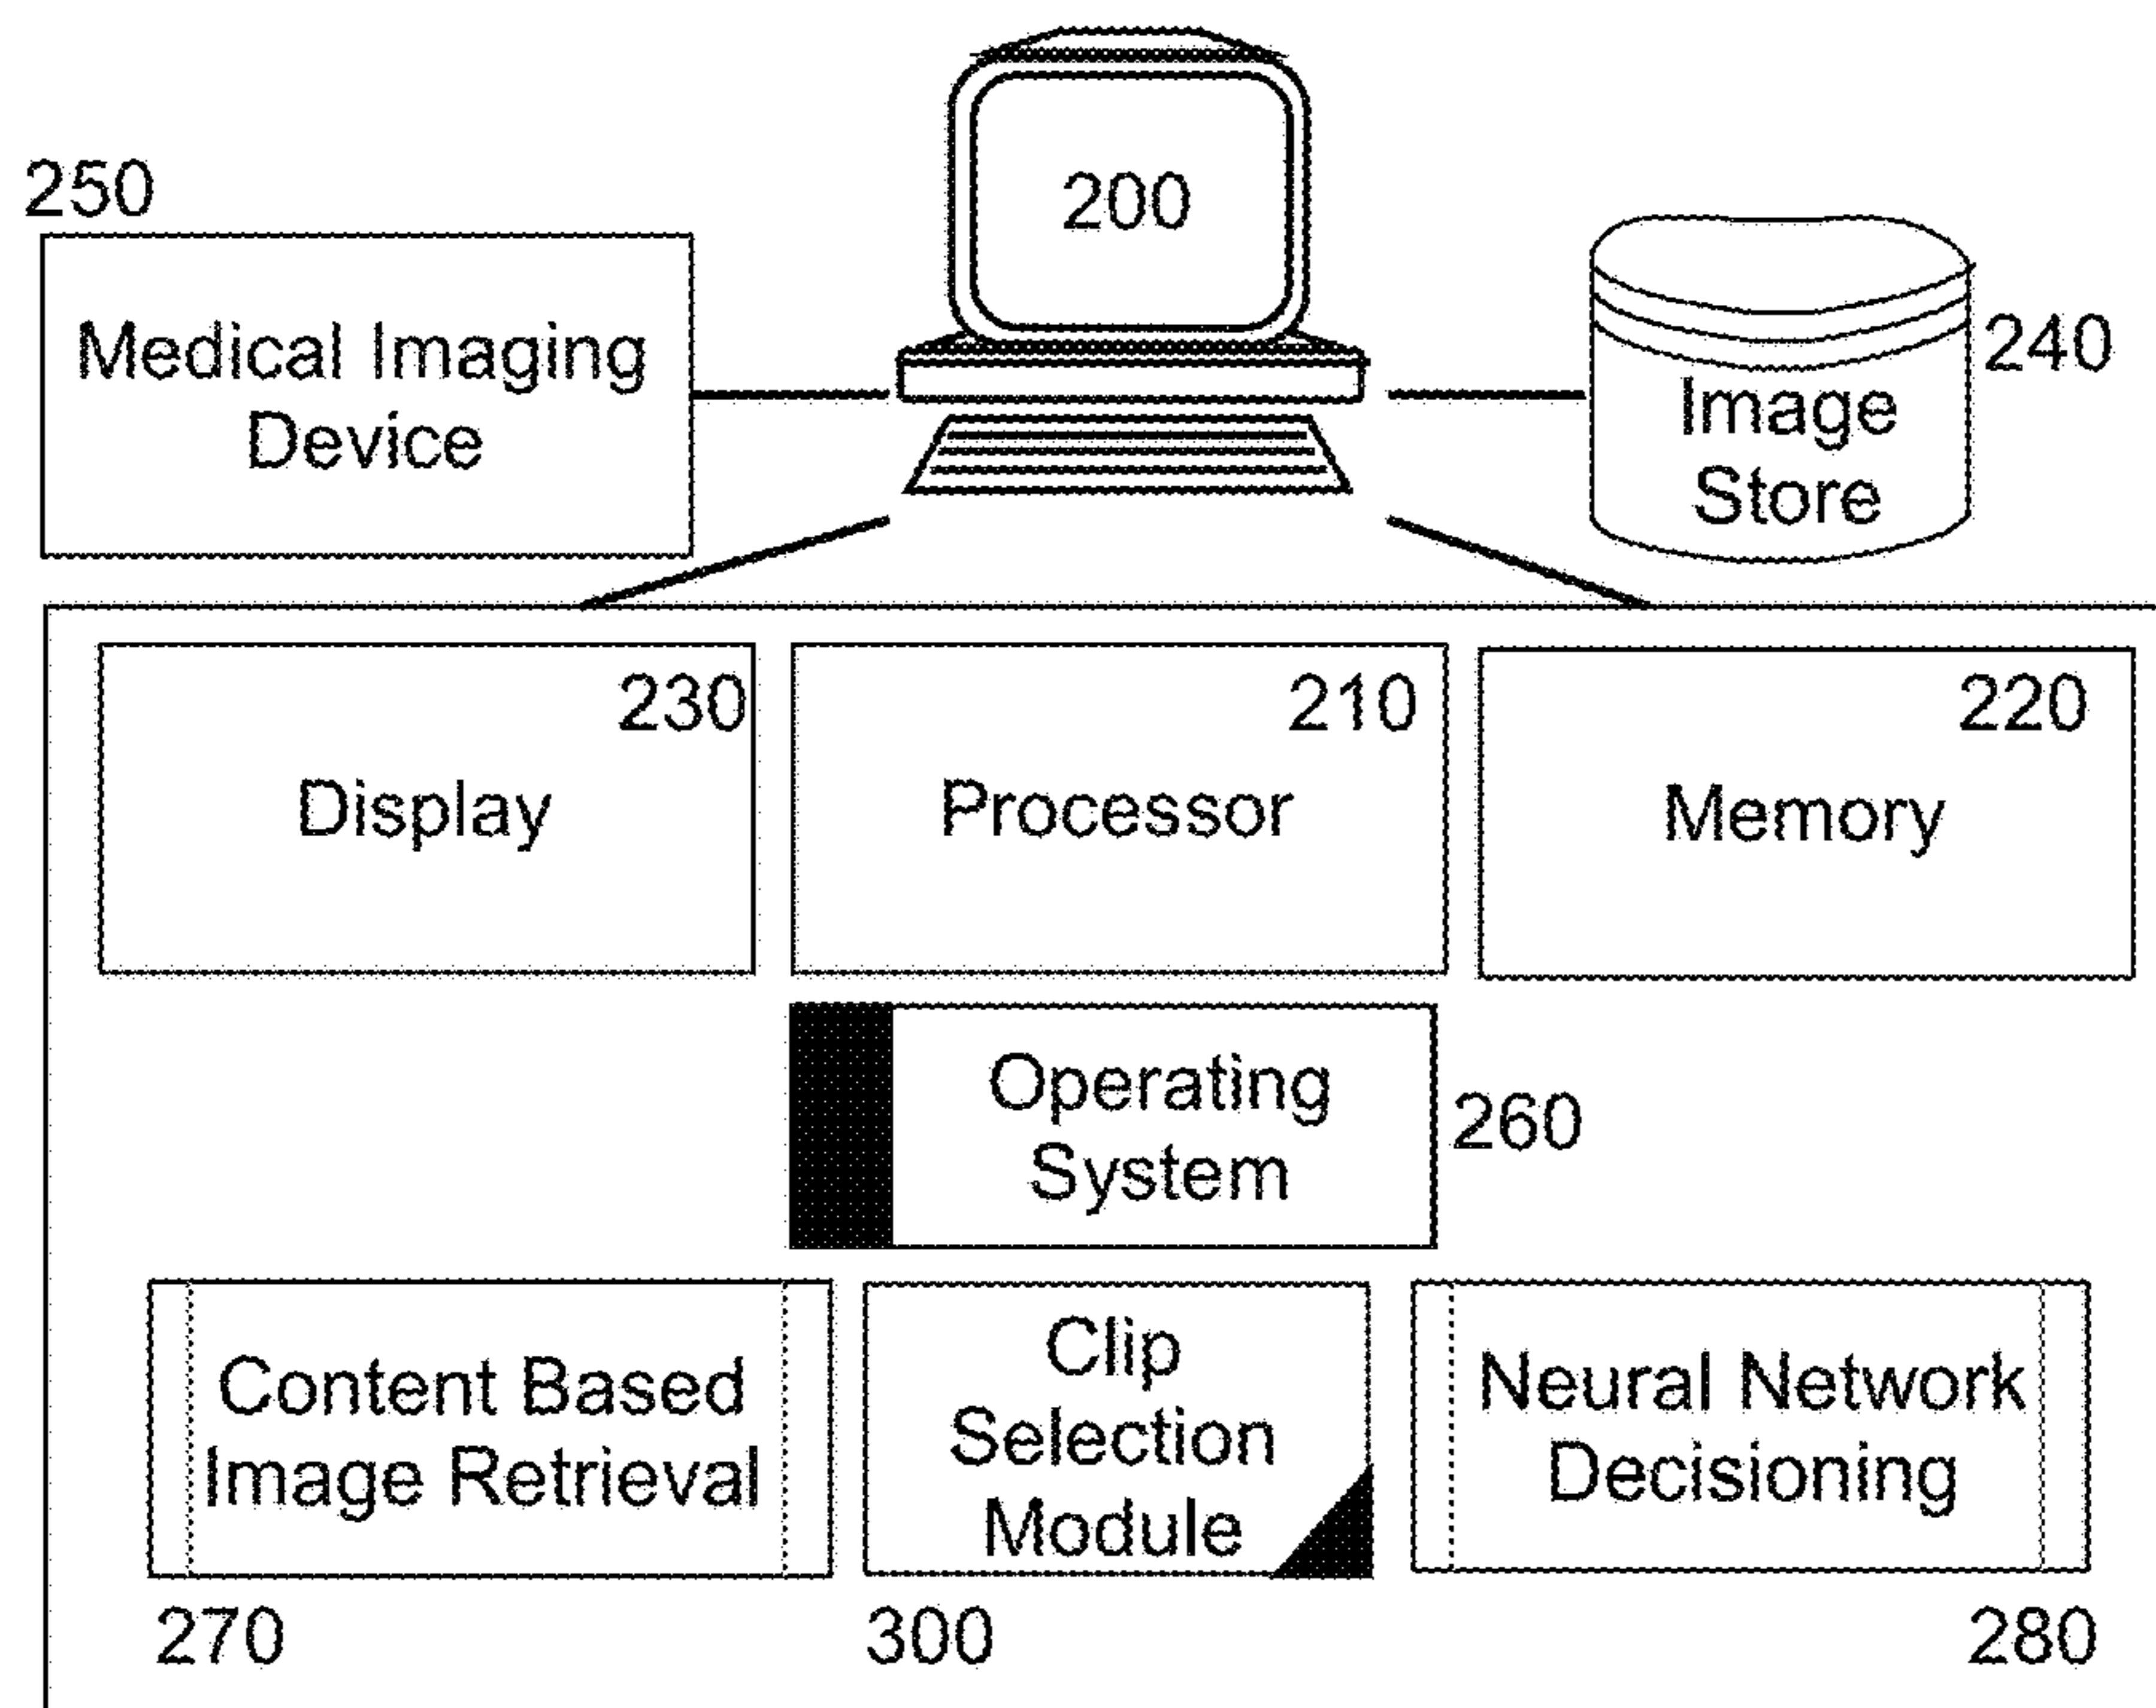 200
250
Medical Imaging
Device
240
Image
Store
230
Display
210
Processor
220
Memory
Operating
System
260
Content Based
Image Retrieval
270
Clip
Selection
Module
300
Neural Network
Decisioning
280